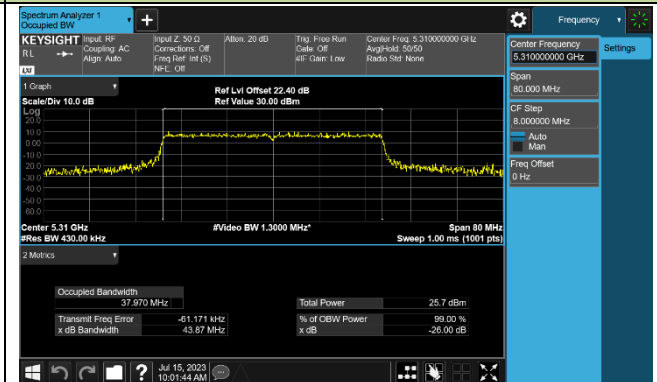 Spectrum Analyzer 1
Occupied BW
Frequency
KEYSIGHT
RL
LXI
Input: RF
Coupling: AC
Align: Auto
Input Z: 50 Ω
Corrections: Off
Freq Ref: Int (S)
NFE: Off
Atten: 20 dB
Trig: Free Run
Gate: Off
#IF Gain: Low
Center Freq: 5.310000000 GHz
Avg|Hold: 50/50
Radio Std: None
Center Frequency
5.310000000 GHz
Settings
Span
80.000 MHz
CF Step
8.000000 MHz
Auto
Man
Freq Offset
0 Hz
1 Graph
Scale/Div 10.0 dB
Ref Lvl Offset 22.40 dB
Ref Value 30.00 dBm
Log
20.0
10.0
0.00
-10.0
-20.0
-30.0
-40.0
-50.0
-60.0
Center 5.31 GHz
#Video BW 1.3000 MHz*
Span 80 MHz
#Res BW 430.00 kHz
Sweep 1.00 ms (1001 pts)
2 Metrics
Occupied Bandwidth
37.970 MHz
Total Power
25.7 dBm
Transmit Freq Error
-61.171 kHz
% of OBW Power
99.00 %
x dB Bandwidth
43.87 MHz
x dB
-26.00 dB
Jul 15, 2023
10:01:44 AM